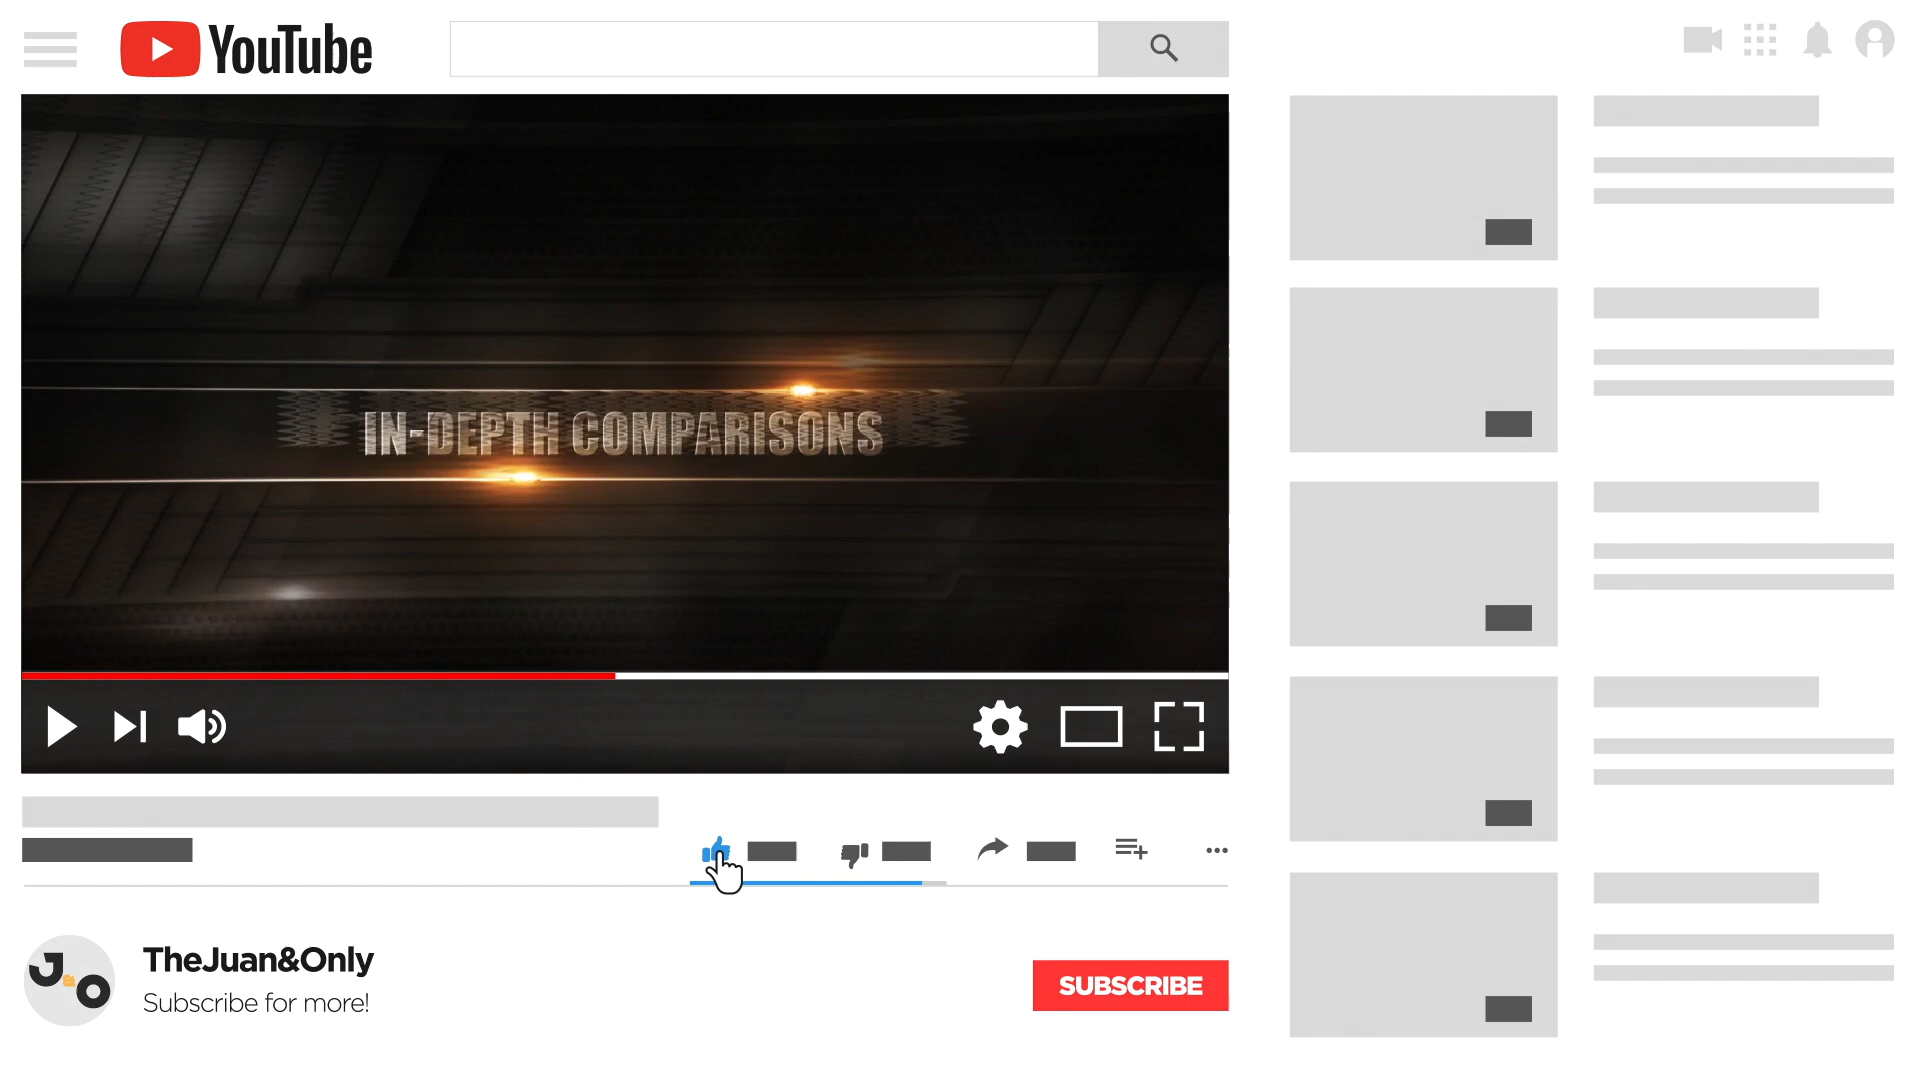 YouTube
IN-DEPTH COMPARISONS
J&O
TheJuan&Only
Subscribe for more!
SUBSCRIBE